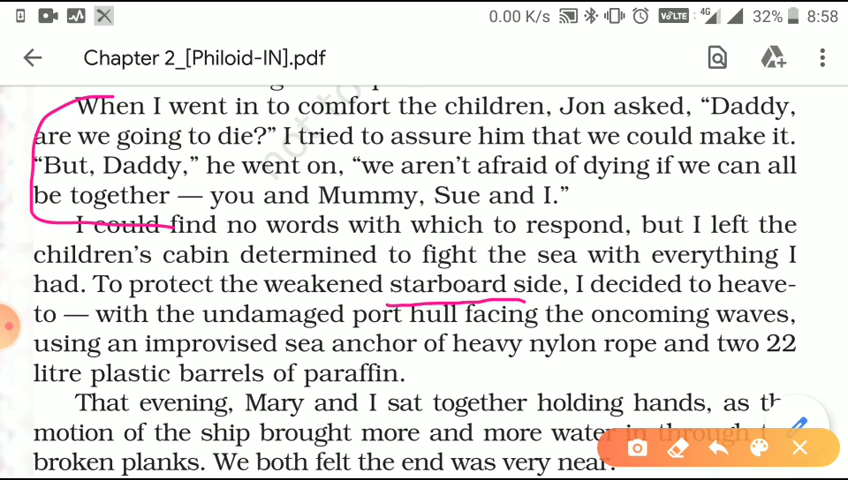 0.00 K/s VoLTE 4G 32% 8:58
Chapter 2_[Philoid-IN].pdf
When I went in to comfort the children, Jon asked, “Daddy,
are we going to die?” I tried to assure him that we could make it.
“But, Daddy,” he went on, “we aren’t afraid of dying if we can all
be together — you and Mummy, Sue and I.”
I could find no words with which to respond, but I left the
children’s cabin determined to fight the sea with everything I
had. To protect the weakened starboard side, I decided to heave-
to — with the undamaged port hull facing the oncoming waves,
using an improvised sea anchor of heavy nylon rope and two 22
litre plastic barrels of paraffin.
That evening, Mary and I sat together holding hands, as
motion of the ship brought more and more water in through
broken planks. We both felt the end was very near.